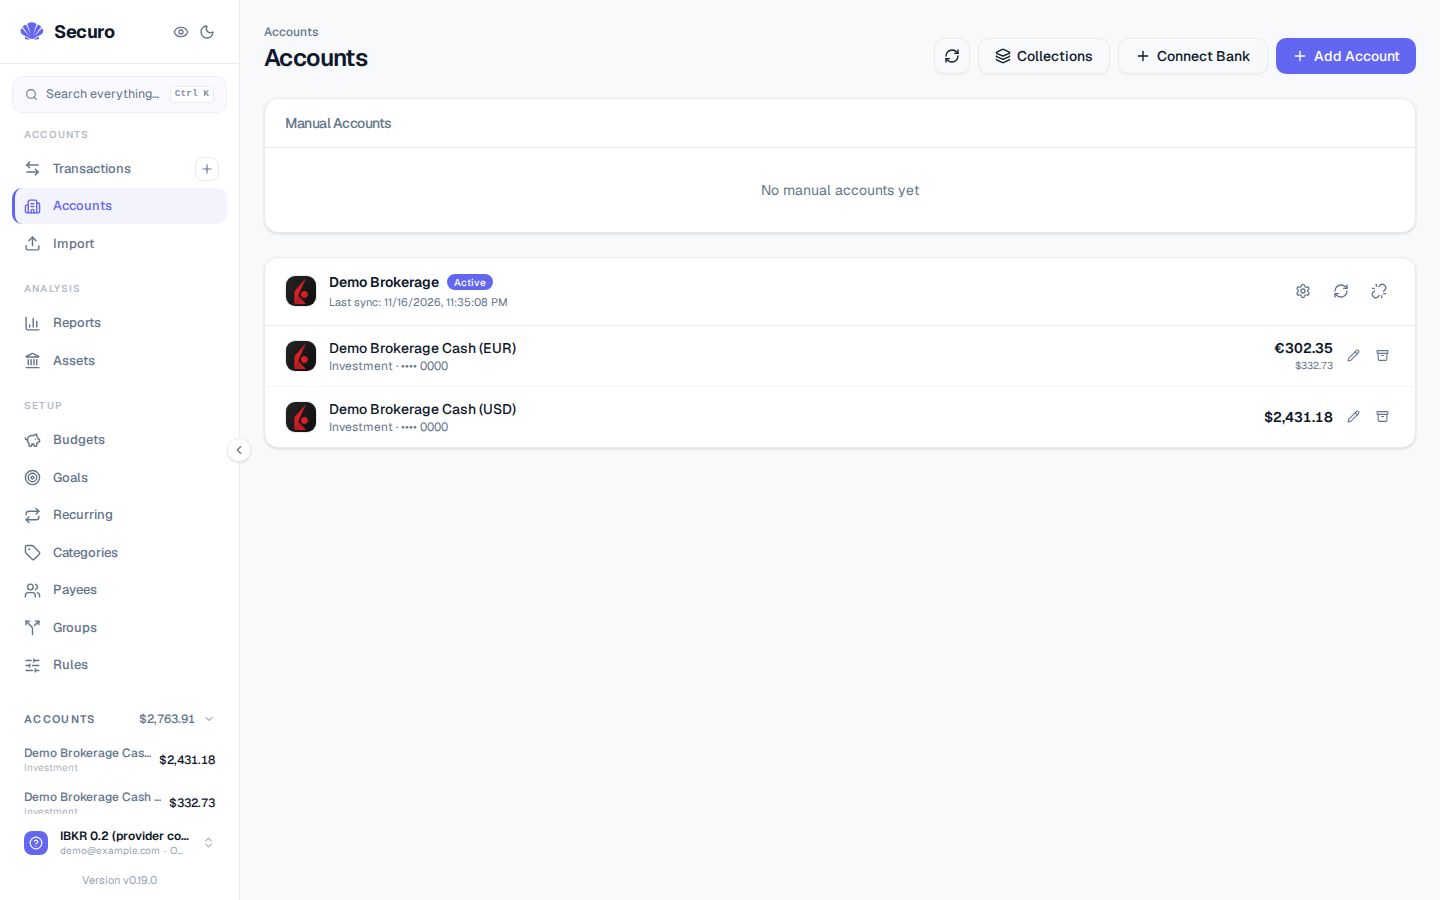 Securo
Search everything...
Ctrl K
ACCOUNTS
Transactions
Accounts
Import
ANALYSIS
Reports
Assets
SETUP
Budgets
Goals
Recurring
Categories
Payees
Groups
Rules
ACCOUNTS $2,763.91
Demo Brokerage Cas... $2,431.18
Investment
Demo Brokerage Cash ... $332.73
Investment
IBKR 0.2 (provider co...
demo@example.com · O...
Version v0.19.0
Accounts
Accounts
Collections
Connect Bank
Add Account
Manual Accounts
No manual accounts yet
Demo Brokerage Active
Last sync: 11/16/2026, 11:35:08 PM
Demo Brokerage Cash (EUR) €302.35
Investment · •••• 0000 $332.73
Demo Brokerage Cash (USD) $2,431.18
Investment · •••• 0000